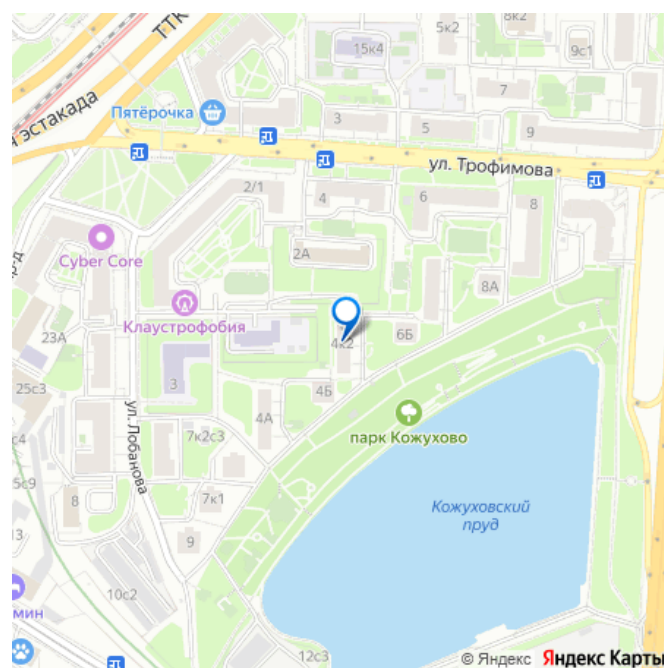 ТТК
5к2
8к2
9с1
15к4
7
я эстакада
Пятёрочка
3
5
9
ул. Трофимова
2/1
4
6
8
Cyber Core
2А
р-д
8А
Клаустрофобия
23А
4к2
6Б
25с3
3
4Б
4А
парк Кожухово
ул. Лобанова
7к2с3
с4
5с9
8
7к1
Кожуховский
пруд
13
9
10с2
мин
12с3
© Яндекс Яндекс Карты